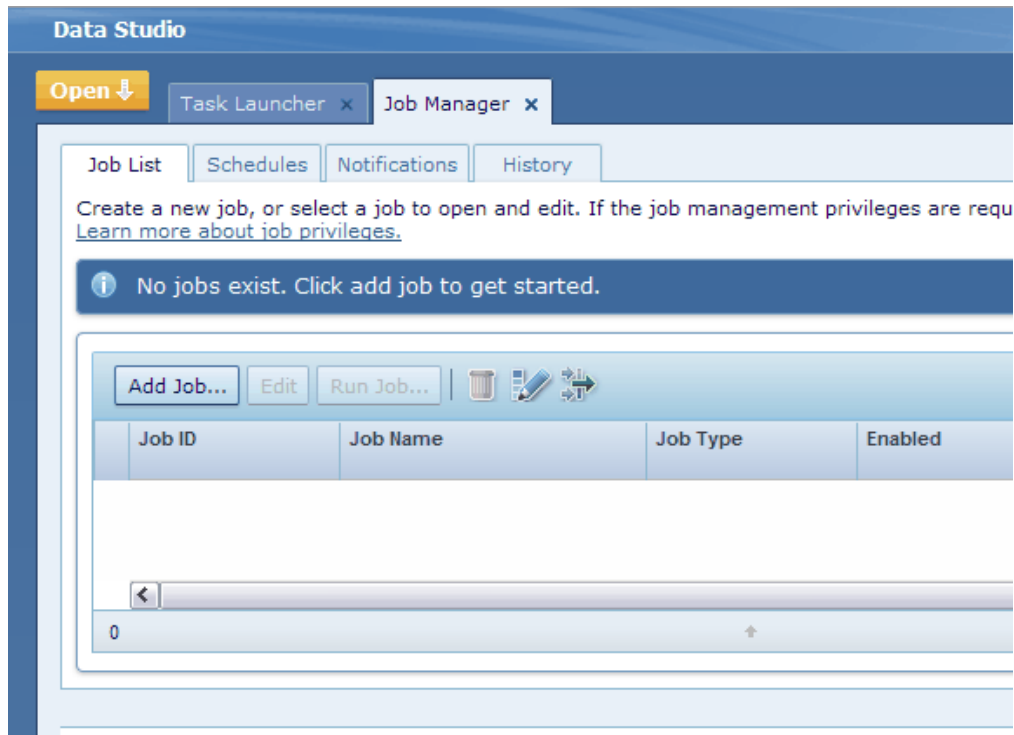 Data Studio
Open
Task Launcher x Job Manager x
Job List Schedules Notifications History
Create a new job, or select a job to open and edit. If the job management privileges are requ
Learn more about job privileges.
No jobs exist. Click add job to get started.
Add Job... Edit Run Job...
Job ID Job Name Job Type Enabled
0